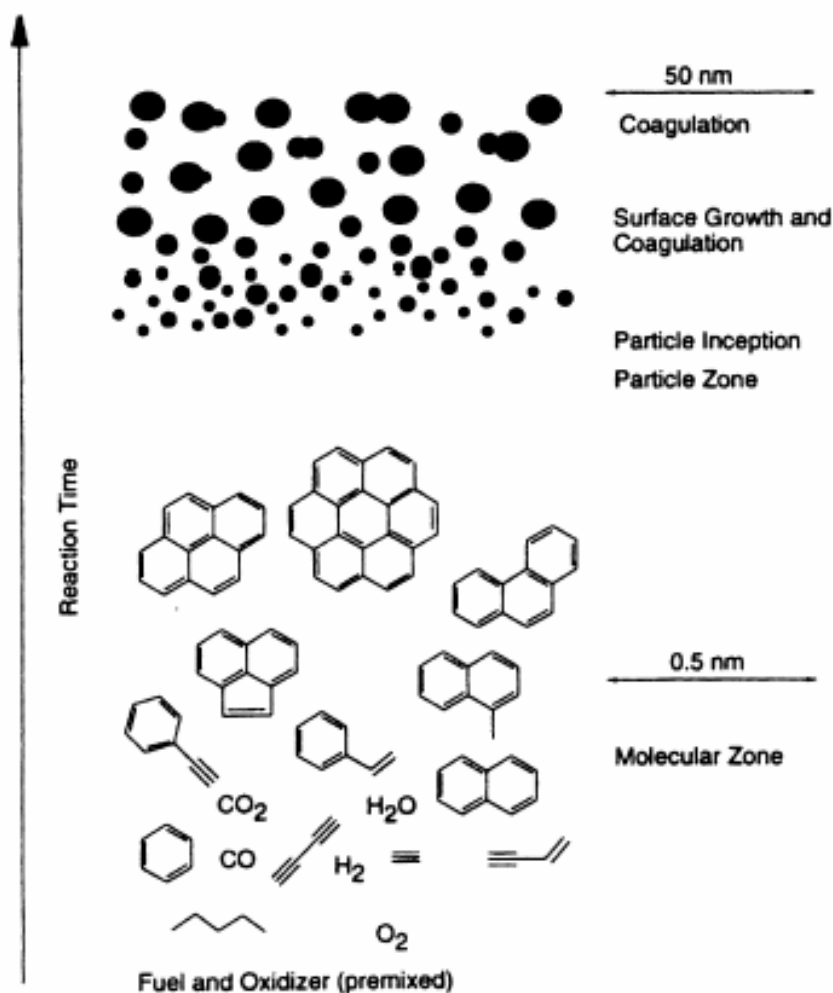 50 nm
Coagulation
Surface Growth and
Coagulation
Particle Inception
Particle Zone
Reaction Time
0.5 nm
Molecular Zone
CO2
H2O
CO
H2
O2
Fuel and Oxidizer (premixed)